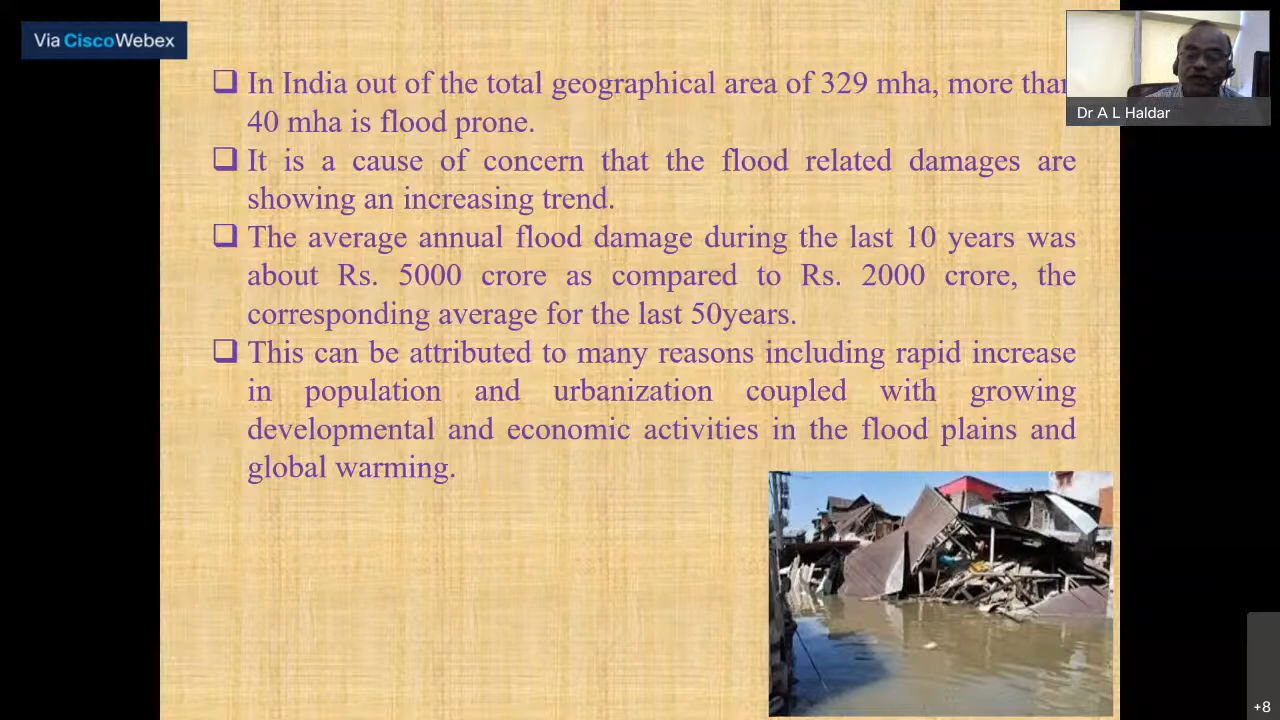 Via CiscoWebex
In India out of the total geographical area of 329 mha, more than
40 mha is flood prone.
It is a cause of concern that the flood related damages are
showing an increasing trend.
The average annual flood damage during the last 10 years was
about Rs. 5000 crore as compared to Rs. 2000 crore, the
corresponding average for the last 50years.
This can be attributed to many reasons including rapid increase
in population and urbanization coupled with growing
developmental and economic activities in the flood plains and
global warming.
Dr A L Haldar
+8